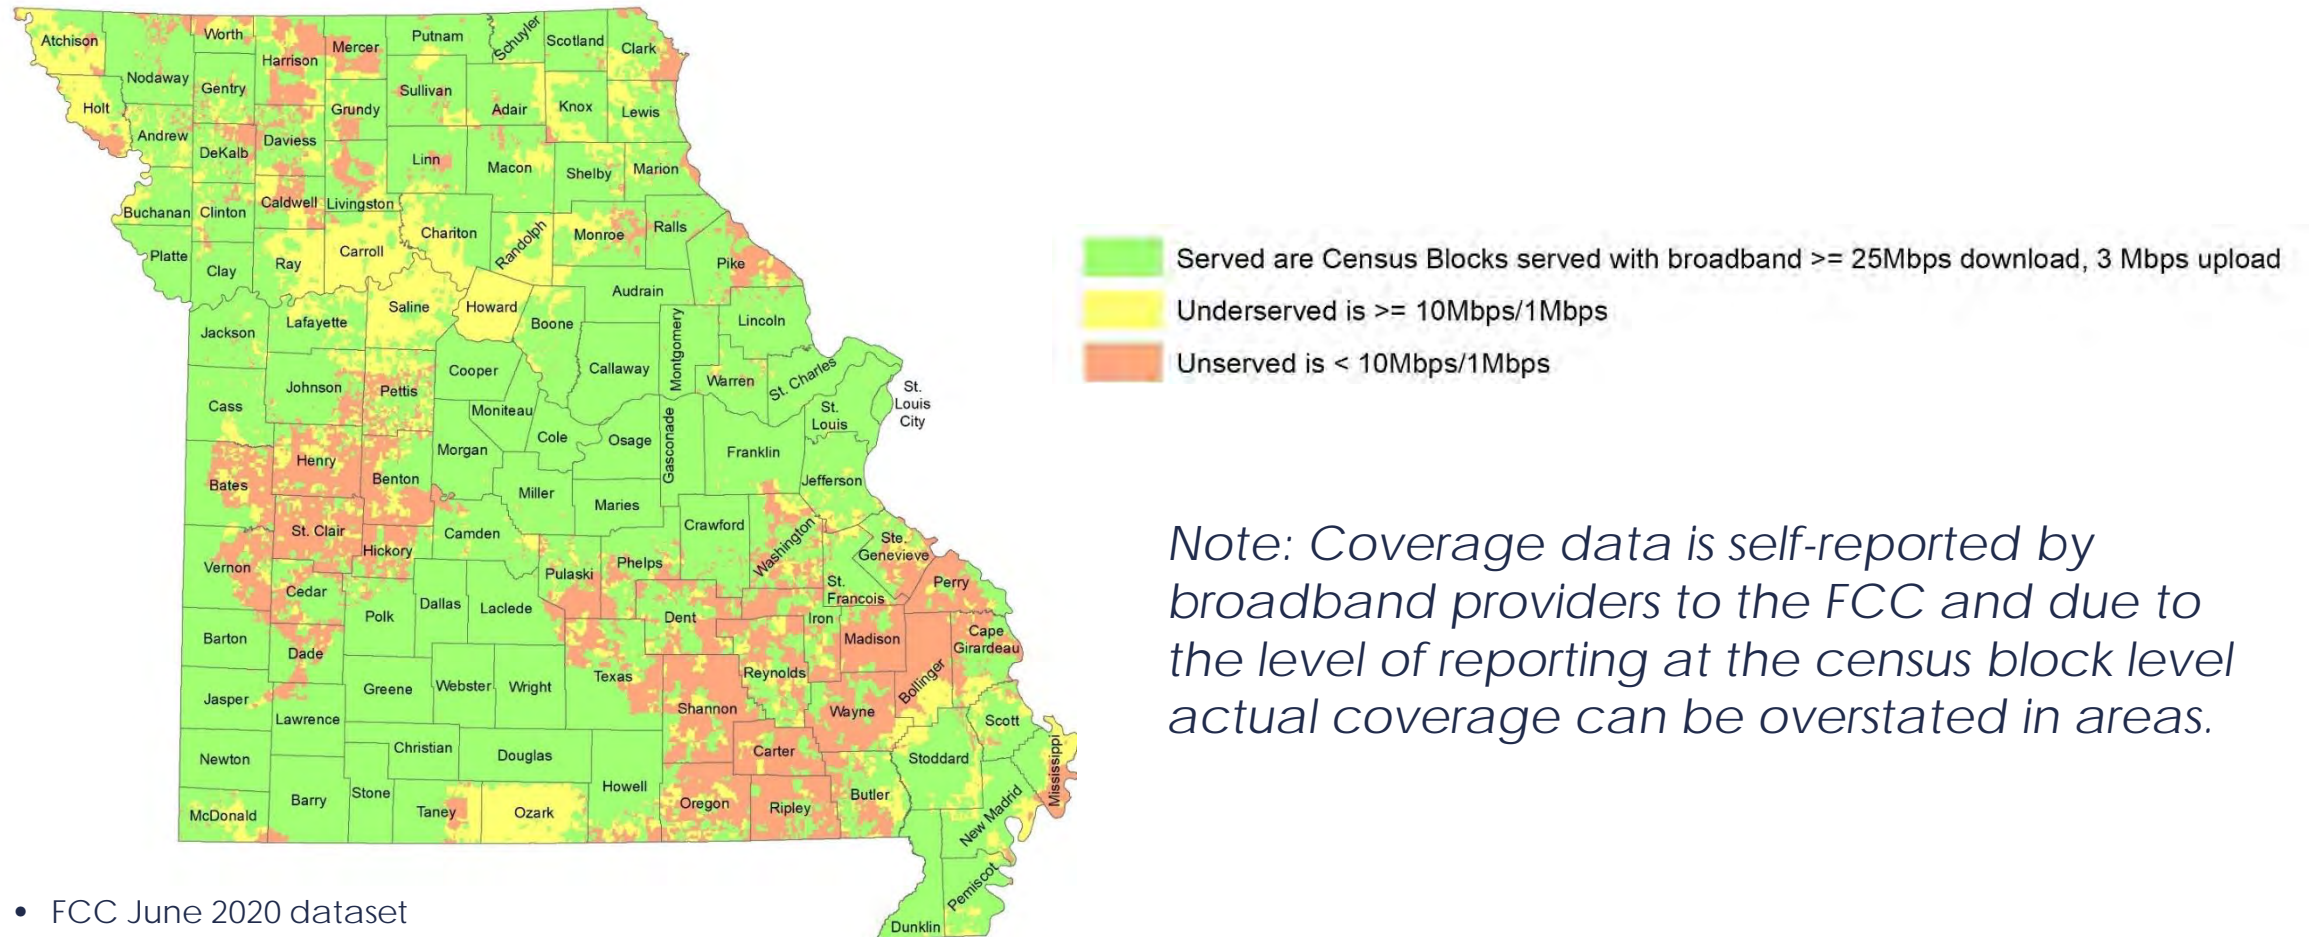 Atchison
Worth
Putnam
Schuyler
Scotland
Clark
Harrison
Mercer
Nodaway
Gentry
Sullivan
Holt
Grundy
Adair
Knox
Lewis
Andrew
DeKalb
Daviess
Linn
Macon
Shelby
Marion
Buchanan
Clinton
Caldwell
Livingston
Chariton
Randolph
Monroe
Ralls
Platte
Clay
Ray
Carroll
Pike
Saline
Howard
Audrain
Jackson
Lafayette
Boone
Montgomery
Lincoln
Callaway
Warren
St. Charles
St.
Louis
City
Johnson
Pettis
Cooper
Cass
Moniteau
St.
Louis
Cole
Osage
Gasconade
Franklin
Henry
Morgan
Benton
Bates
Miller
Jefferson
Maries
St. Clair
Camden
Crawford
Washington
Hickory
Ste.
Genevieve
Vernon
Pulaski
Phelps
Cedar
St.
Francois
Perry
Polk
Dallas
Laclede
Dent
Iron
Barton
Madison
Cape
Girardeau
Dade
Texas
Reynolds
Bollinger
Jasper
Greene
Webster
Wright
Shannon
Wayne
Lawrence
Scott
Christian
Douglas
Carter
Mississippi
Newton
Stoddard
Howell
Barry
Stone
Taney
Ozark
Oregon
Ripley
Butler
McDonald
New Madrid
Pemiscot
Dunklin
Served are Census Blocks served with broadband >= 25Mbps download, 3 Mbps upload
Underserved is >= 10Mbps/1Mbps
Unserved is < 10Mbps/1Mbps
Note: Coverage data is self-reported by
broadband providers to the FCC and due to
the level of reporting at the census block level
actual coverage can be overstated in areas.
• FCC June 2020 dataset